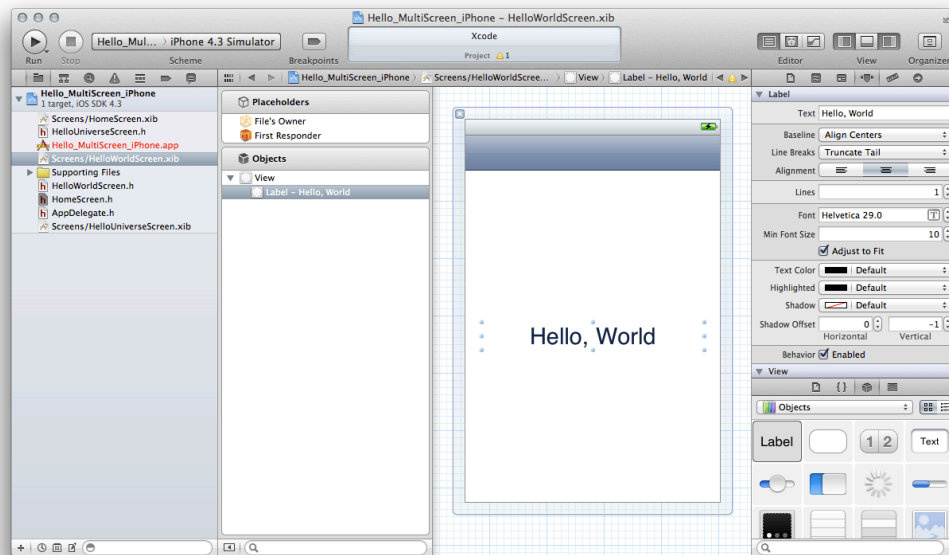 Hello_MultiScreen_iPhone – HelloWorldScreen.xib
Run
Stop
Hello_Mul... iPhone 4.3 Simulator
Scheme
Breakpoints
Xcode
Project 1
Editor
View
Organizer
Hello_MultiScreen_iPhone
Screens/HelloWorldScree...
View
Label – Hello, World
Hello_MultiScreen_iPhone
1 target, iOS SDK 4.3
Screens/HomeScreen.xib
HelloUniverseScreen.h
Hello_MultiScreen_iPhone.app
Screens/HelloWorldScreen.xib
Supporting Files
HelloWorldScreen.h
HomeScreen.h
AppDelegate.h
Screens/HelloUniverseScreen.xib
Placeholders
File's Owner
First Responder
Objects
View
Label – Hello, World
Hello, World
Label
Text Hello, World
Baseline Align Centers
Line Breaks Truncate Tail
Alignment
Lines 1
Font Helvetica 29.0 T
Min Font Size 10
Adjust to Fit
Text Color Default
Highlighted Default
Shadow Default
Shadow Offset 0 -1
Horizontal Vertical
Behavior Enabled
View
{}
Objects
Label 1 2 Text